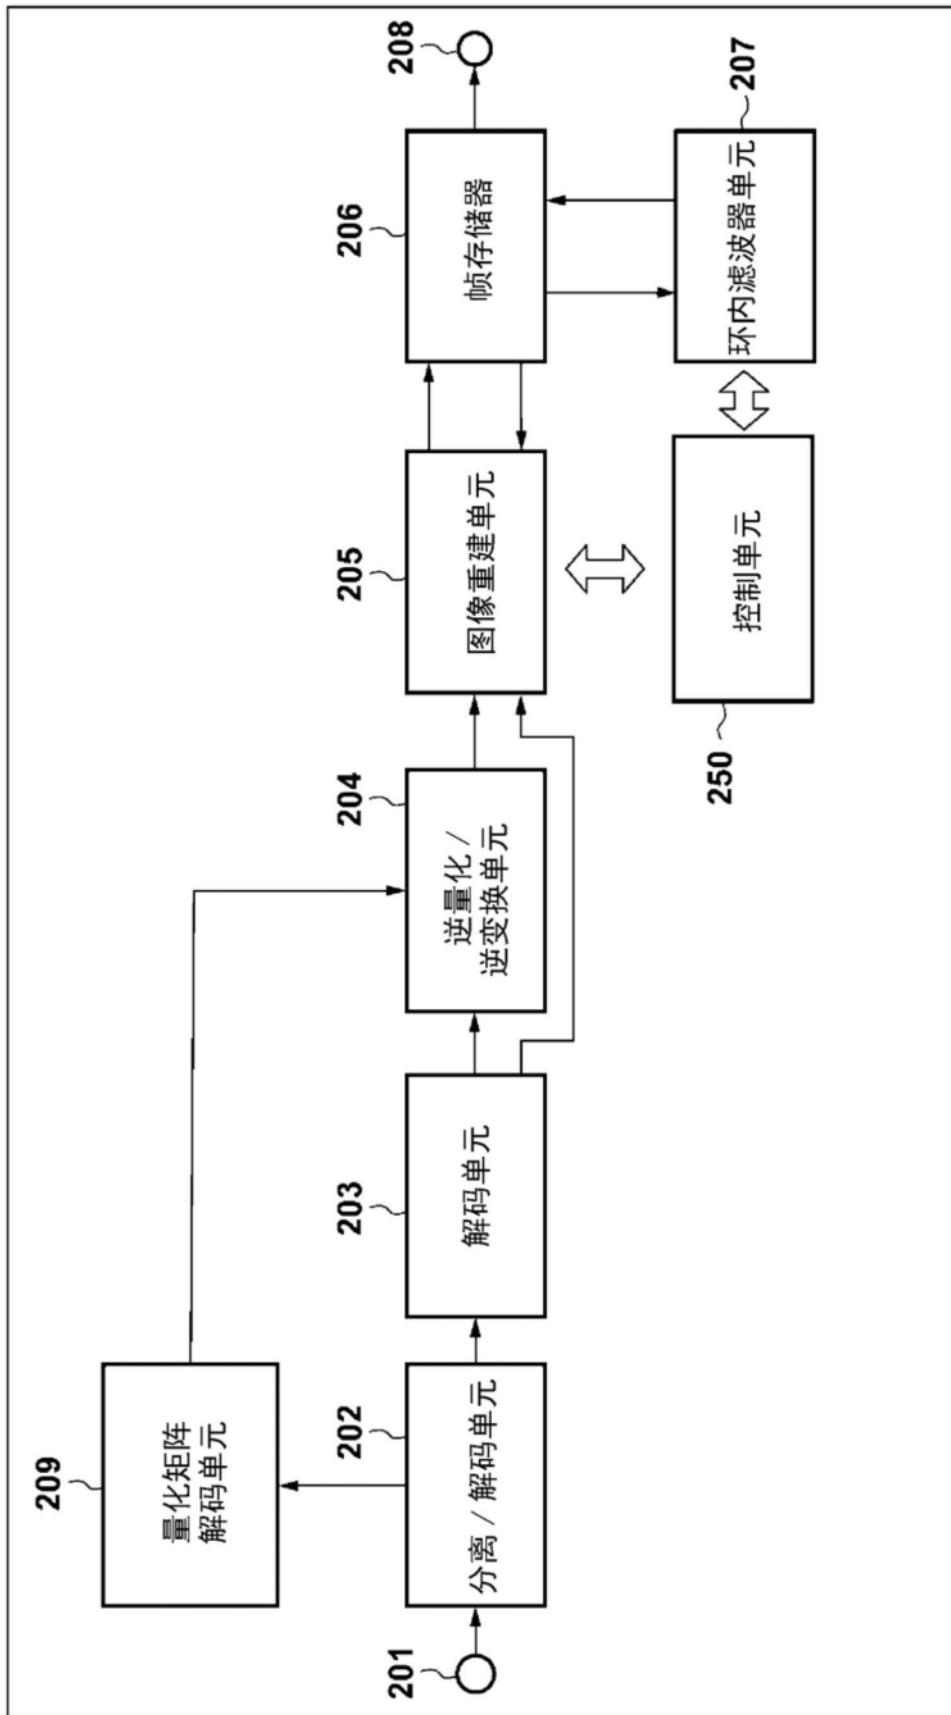 209
量化矩阵
解码单元
201
202
分离／解码单元
203
解码单元
204
逆量化／
逆变换单元
205
图像重建单元
206
帧存储器
208
250
控制单元
207
环内滤波器单元